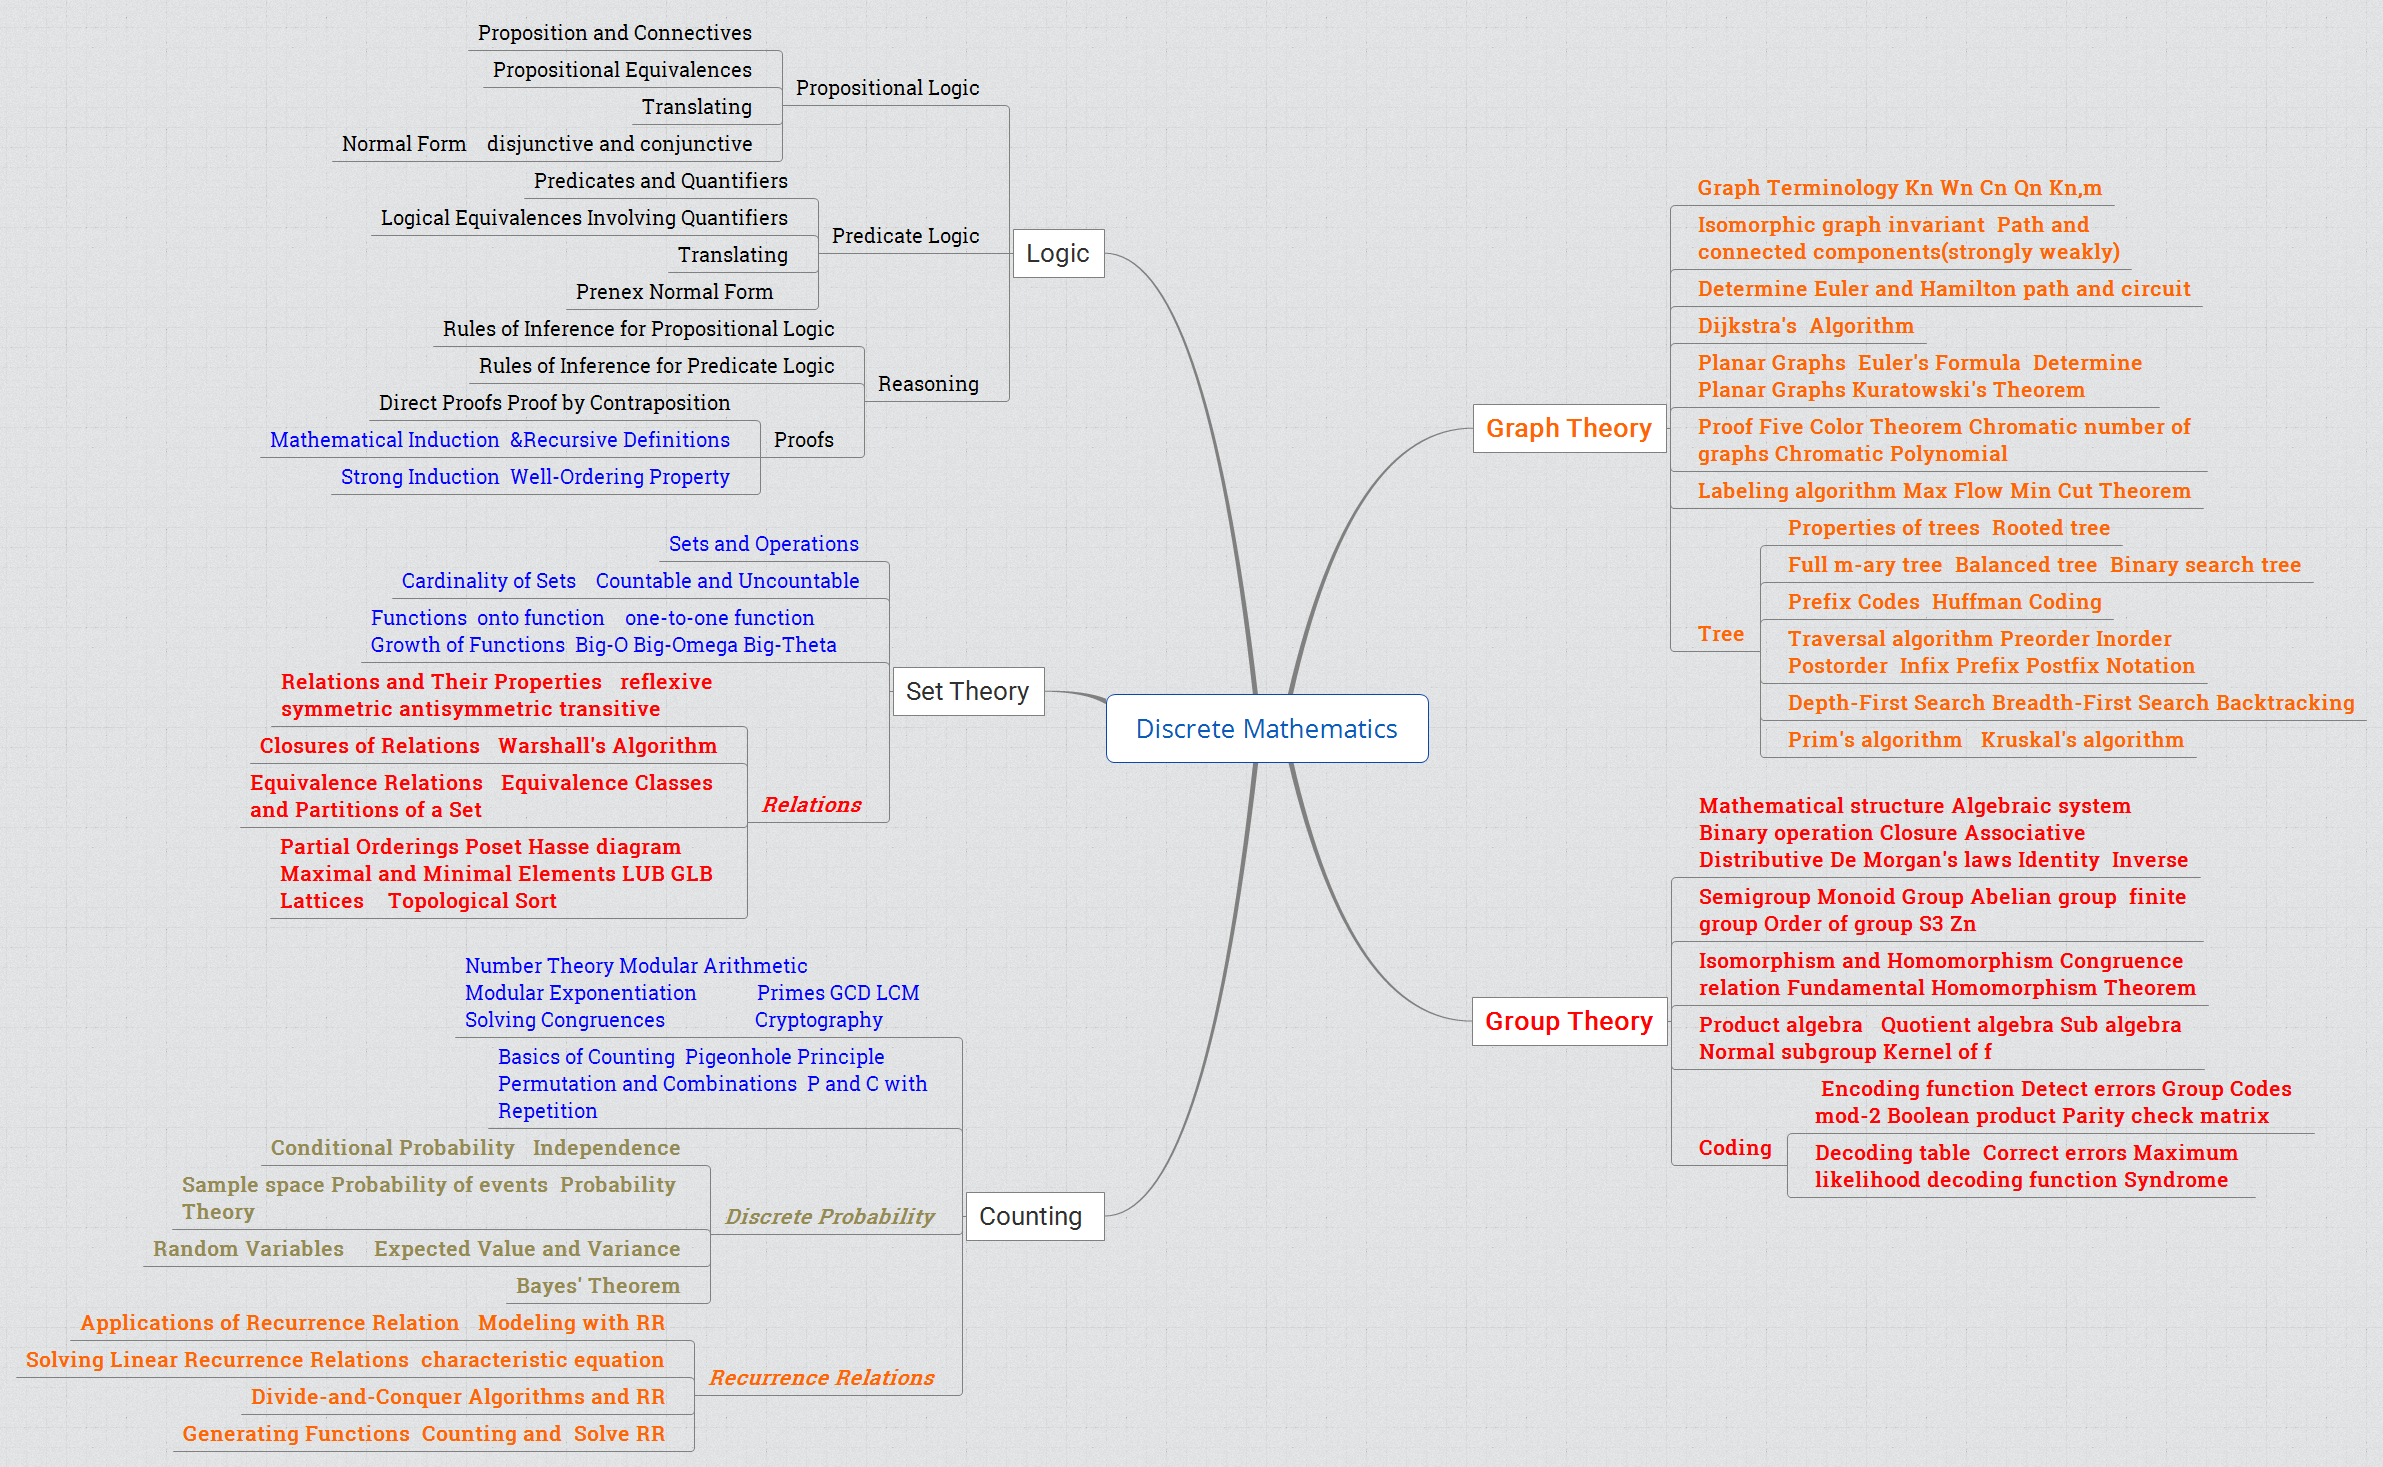 Discrete Mathematics
Logic
Propositional Logic
Proposition and Connectives
Propositional Equivalences
Translating
Normal Form    disjunctive and conjunctive
Predicate Logic
Predicates and Quantifiers
Logical Equivalences Involving Quantifiers
Translating
Prenex Normal Form
Reasoning
Rules of Inference for Propositional Logic
Rules of Inference for Predicate Logic
Proofs
Direct Proofs Proof by Contraposition
Mathematical Induction  &Recursive Definitions
Strong Induction  Well-Ordering Property
Set Theory
Sets and Operations
Cardinality of Sets    Countable and Uncountable
Functions  onto function    one-to-one function
Growth of Functions  Big-O Big-Omega Big-Theta
Relations
Relations and Their Properties   reflexive
symmetric antisymmetric transitive
Closures of Relations   Warshall's Algorithm
Equivalence Relations   Equivalence Classes
and Partitions of a Set
Partial Orderings Poset Hasse diagram
Maximal and Minimal Elements LUB GLB
Lattices    Topological Sort
Counting
Number Theory Modular Arithmetic
Modular Exponentiation            Primes GCD LCM
Solving Congruences                  Cryptography
Basics of Counting  Pigeonhole Principle
Permutation and Combinations  P and C with
Repetition
Discrete Probability
Conditional Probability   Independence
Sample space Probability of events  Probability
Theory
Random Variables     Expected Value and Variance
Bayes' Theorem
Recurrence Relations
Applications of Recurrence Relation   Modeling with RR
Solving Linear Recurrence Relations  characteristic equation
Divide-and-Conquer Algorithms and RR
Generating Functions  Counting and  Solve RR
Graph Theory
Graph Terminology Kn Wn Cn Qn Kn,m
Isomorphic graph invariant  Path and
connected components(strongly weakly)
Determine Euler and Hamilton path and circuit
Dijkstra's  Algorithm
Planar Graphs  Euler's Formula  Determine
Planar Graphs Kuratowski's Theorem
Proof Five Color Theorem Chromatic number of
graphs Chromatic Polynomial
Labeling algorithm Max Flow Min Cut Theorem
Tree
Properties of trees  Rooted tree
Full m-ary tree  Balanced tree  Binary search tree
Prefix Codes  Huffman Coding
Traversal algorithm Preorder Inorder
Postorder  Infix Prefix Postfix Notation
Depth-First Search Breadth-First Search Backtracking
Prim's algorithm   Kruskal's algorithm
Group Theory
Mathematical structure Algebraic system
Binary operation Closure Associative
Distributive De Morgan's laws Identity  Inverse
Semigroup Monoid Group Abelian group  finite
group Order of group S3 Zn
Isomorphism and Homomorphism Congruence
relation Fundamental Homomorphism Theorem
Product algebra   Quotient algebra Sub algebra
Normal subgroup Kernel of f
Coding
Encoding function Detect errors Group Codes
mod-2 Boolean product Parity check matrix
Decoding table  Correct errors Maximum
likelihood decoding function Syndrome